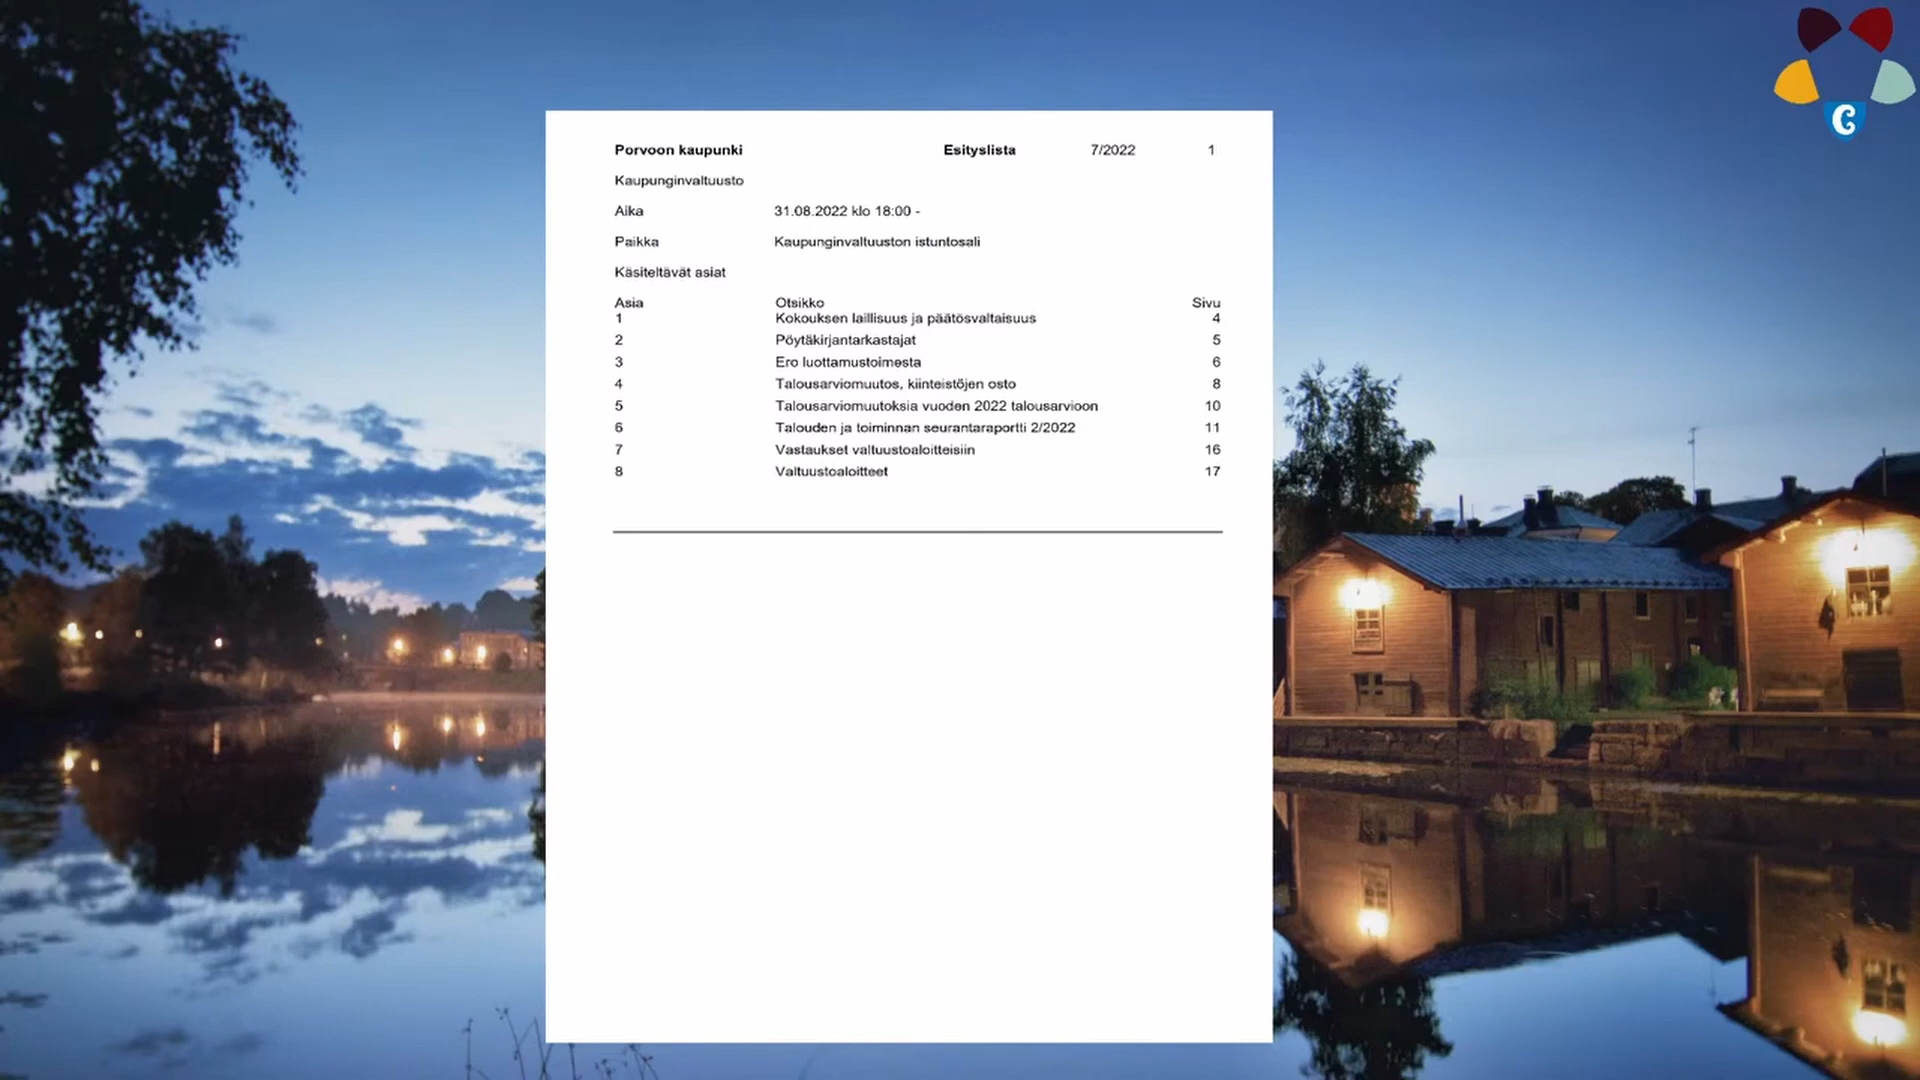 Porvoon kaupunki Esityslista 7/2022 1
Kaupunginvaltuusto
Aika 31.08.2022 klo 18:00 -
Paikka Kaupunginvaltuuston istuntosali
Käsiteltävät asiat
Asia Otsikko Sivu
1 Kokouksen laillisuus ja päätösvaltaisuus 4
2 Pöytäkirjantarkastajat 5
3 Ero luottamustoimesta 6
4 Talousarviomuutos, kiinteistöjen osto 8
5 Talousarviomuutoksia vuoden 2022 talousarvioon 10
6 Talouden ja toiminnan seurantaraportti 2/2022 11
7 Vastaukset valtuustoaloitteisiin 16
8 Valtuustoaloitteet 17